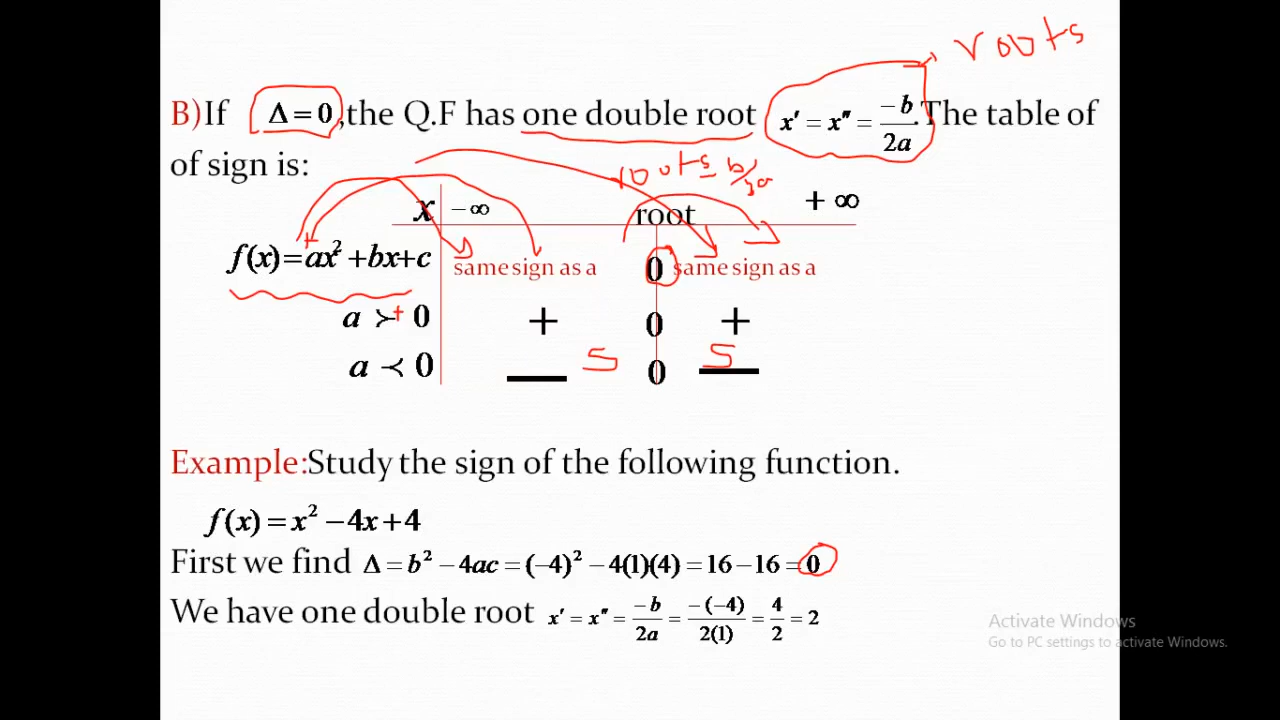 roots
B)If Δ = 0 ,the Q.F has one double root x′ = x″ = -b/2a .The table of
of sign is:
roots
x -∞ root +∞
+
f(x)=ax²+bx+c same sign as a 0 same sign as a
a ≻ 0 + 0 +
+
a ≺ 0 — 0 —
S S
Example:Study the sign of the following function.
f(x) = x² - 4x + 4
First we find Δ = b² - 4ac = (-4)² - 4(1)(4) = 16 - 16 = 0
We have one double root x′ = x″ = -b/2a = -(-4)/2(1) = 4/2 = 2
Activate Windows
Go to PC settings to activate Windows.